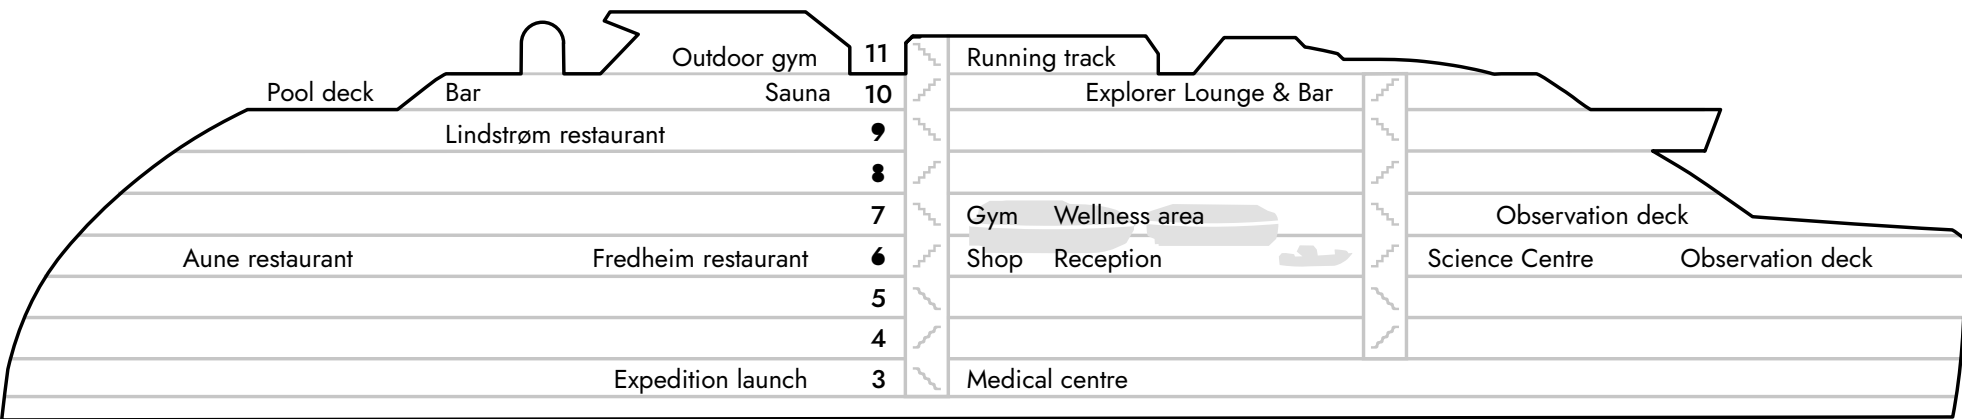 Outdoor gym 11 Running track
Pool deck Bar Sauna 10 Explorer Lounge & Bar
Lindstrøm restaurant 9
8
7 Gym Wellness area Observation deck
Aune restaurant Fredheim restaurant 6 Shop Reception Science Centre Observation deck
5
4
Expedition launch 3 Medical centre